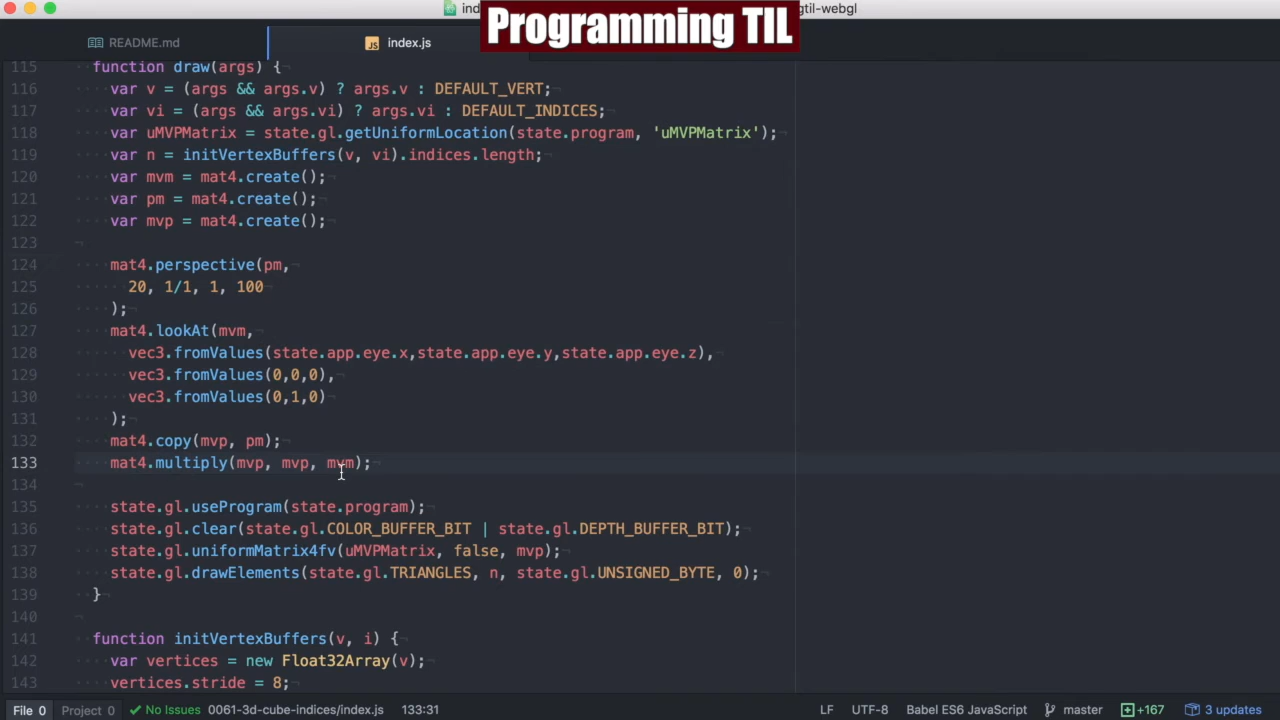 ind
Programming TIL
gtil-webgl
README.md
JS index.js
115 function draw(args) {
116 var v = (args && args.v) ? args.v : DEFAULT_VERT;
117 var vi = (args && args.vi) ? args.vi : DEFAULT_INDICES;
118 var uMVPMatrix = state.gl.getUniformLocation(state.program, 'uMVPMatrix');
119 var n = initVertexBuffers(v, vi).indices.length;
120 var mvm = mat4.create();
121 var pm = mat4.create();
122 var mvp = mat4.create();
123
124 mat4.perspective(pm,
125 20, 1/1, 1, 100
126 );
127 mat4.lookAt(mvm,
128 vec3.fromValues(state.app.eye.x,state.app.eye.y,state.app.eye.z),
129 vec3.fromValues(0,0,0),
130 vec3.fromValues(0,1,0)
131 );
132 mat4.copy(mvp, pm);
133 mat4.multiply(mvp, mvp, mvm);
134
135 state.gl.useProgram(state.program);
136 state.gl.clear(state.gl.COLOR_BUFFER_BIT | state.gl.DEPTH_BUFFER_BIT);
137 state.gl.uniformMatrix4fv(uMVPMatrix, false, mvp);
138 state.gl.drawElements(state.gl.TRIANGLES, n, state.gl.UNSIGNED_BYTE, 0);
139 }
140
141 function initVertexBuffers(v, i) {
142 var vertices = new Float32Array(v);
143 vertices.stride = 8;
File 0 Project 0 No Issues 0061-3d-cube-indices/index.js 133:31 LF UTF-8 Babel ES6 JavaScript master +167 3 updates